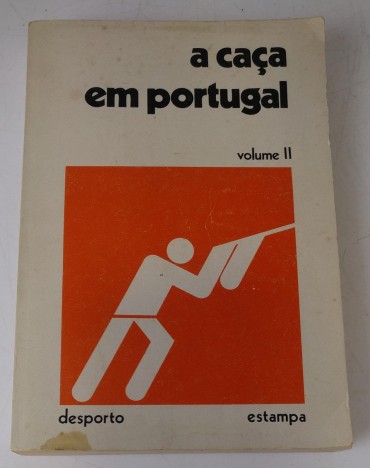 a caça
em portugal
volume II
desporto estampa